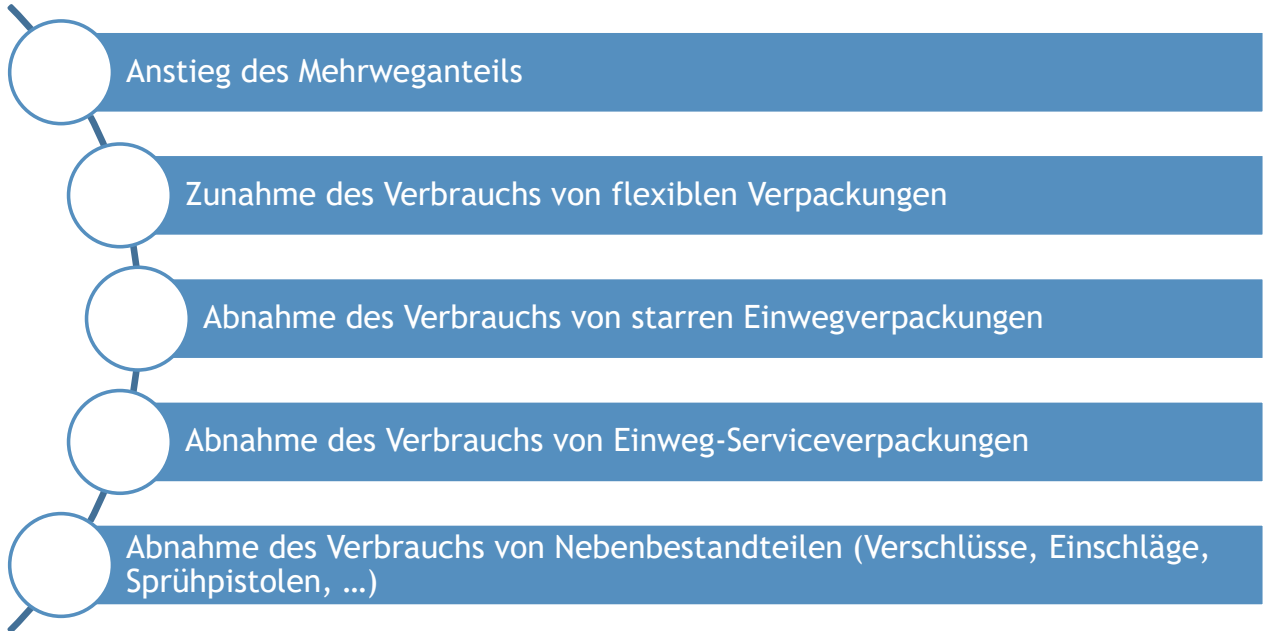 Anstieg des Mehrweganteils
Zunahme des Verbrauchs von flexiblen Verpackungen
Abnahme des Verbrauchs von starren Einwegverpackungen
Abnahme des Verbrauchs von Einweg-Serviceverpackungen
Abnahme des Verbrauchs von Nebenbestandteilen (Verschlüsse, Einschläge,
Sprühpistolen, …)